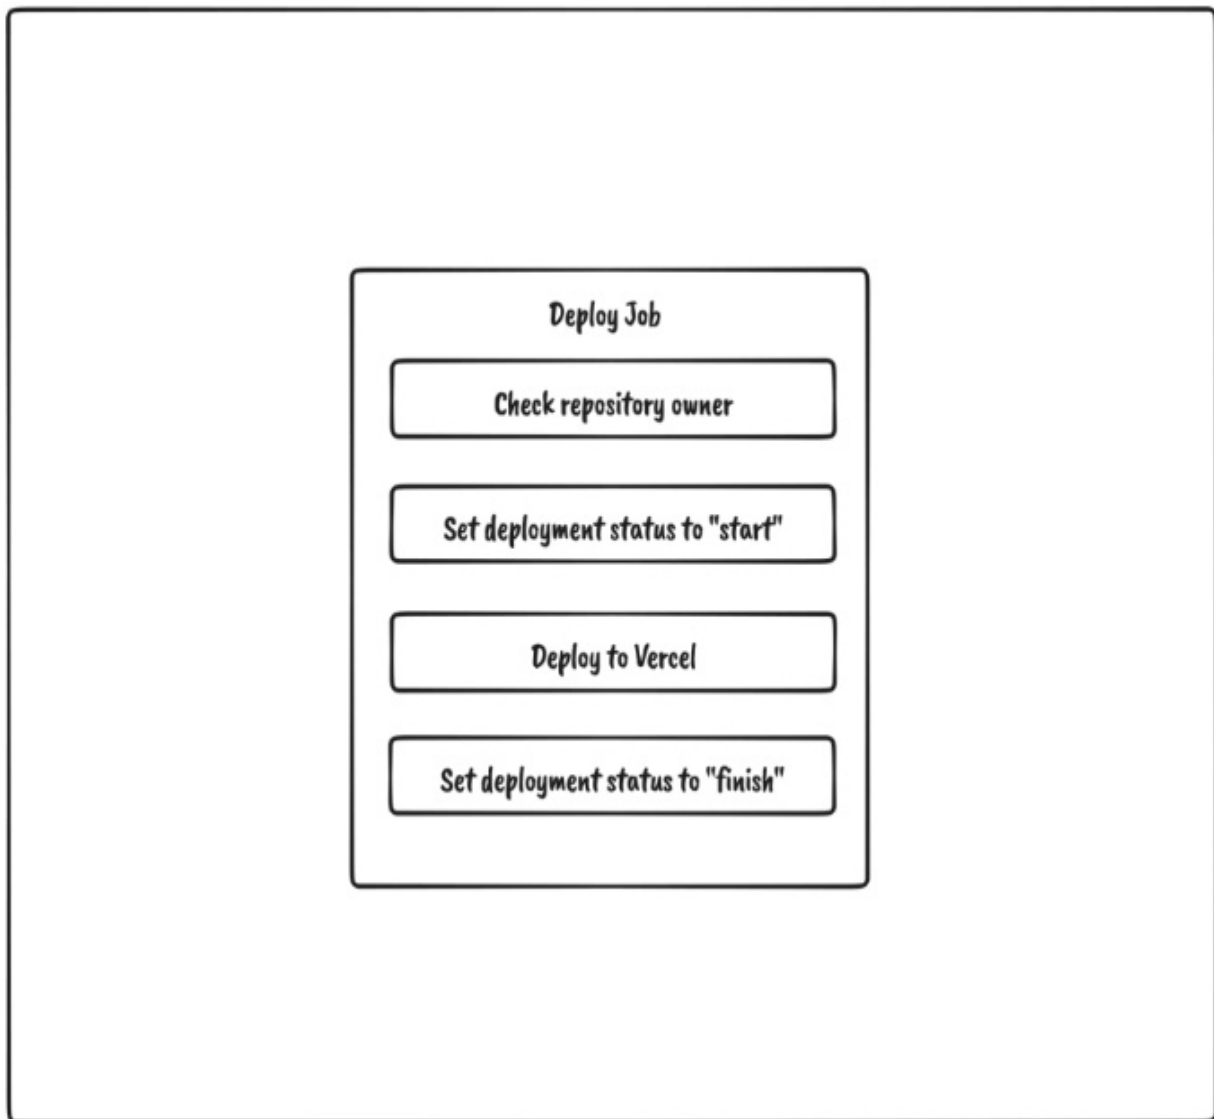 Deploy Job
Check repository owner
Set deployment status to "start"
Deploy to Vercel
Set deployment status to "finish"